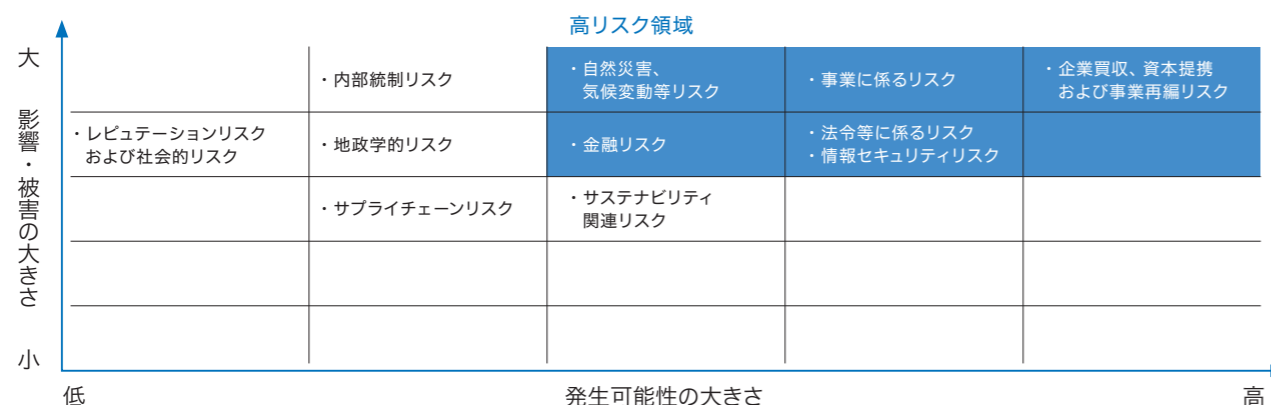 高リスク領域
大
影響・被害の大きさ
小
・内部統制リスク
・自然災害、
気候変動等リスク
・事業に係るリスク
・企業買収、資本提携
および事業再編リスク
・レピュテーションリスク
および社会的リスク
・地政学的リスク
・金融リスク
・法令等に係るリスク
・情報セキュリティリスク
・サプライチェーンリスク
・サステナビリティ
関連リスク
低
発生可能性の大きさ
高